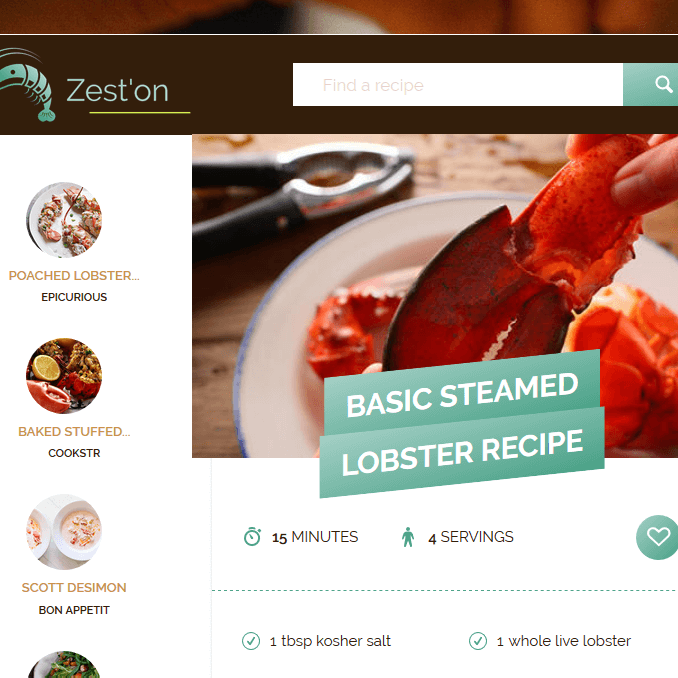 Zest'on
Find a recipe
POACHED LOBSTER...
EPICURIOUS
BAKED STUFFED...
COOKSTR
SCOTT DESIMON
BON APPETIT
BASIC STEAMED
LOBSTER RECIPE
15 MINUTES
4 SERVINGS
1 tbsp kosher salt
1 whole live lobster